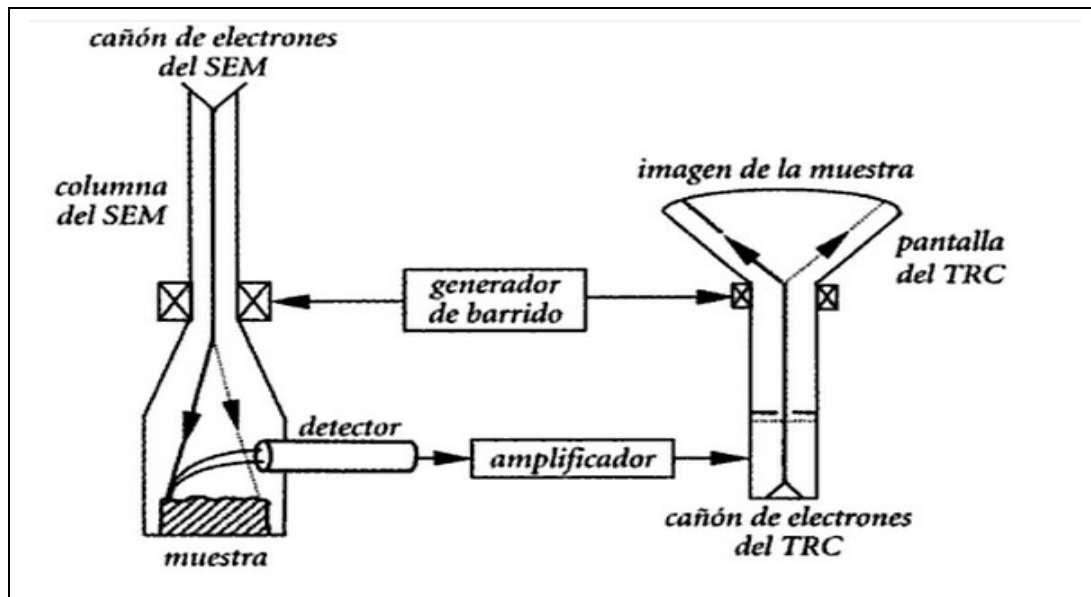 cañón de electrones
del SEM
columna
del SEM
imagen de la muestra
pantalla
del TRC
generador
de barrido
detector
amplificador
cañón de electrones
del TRC
muestra